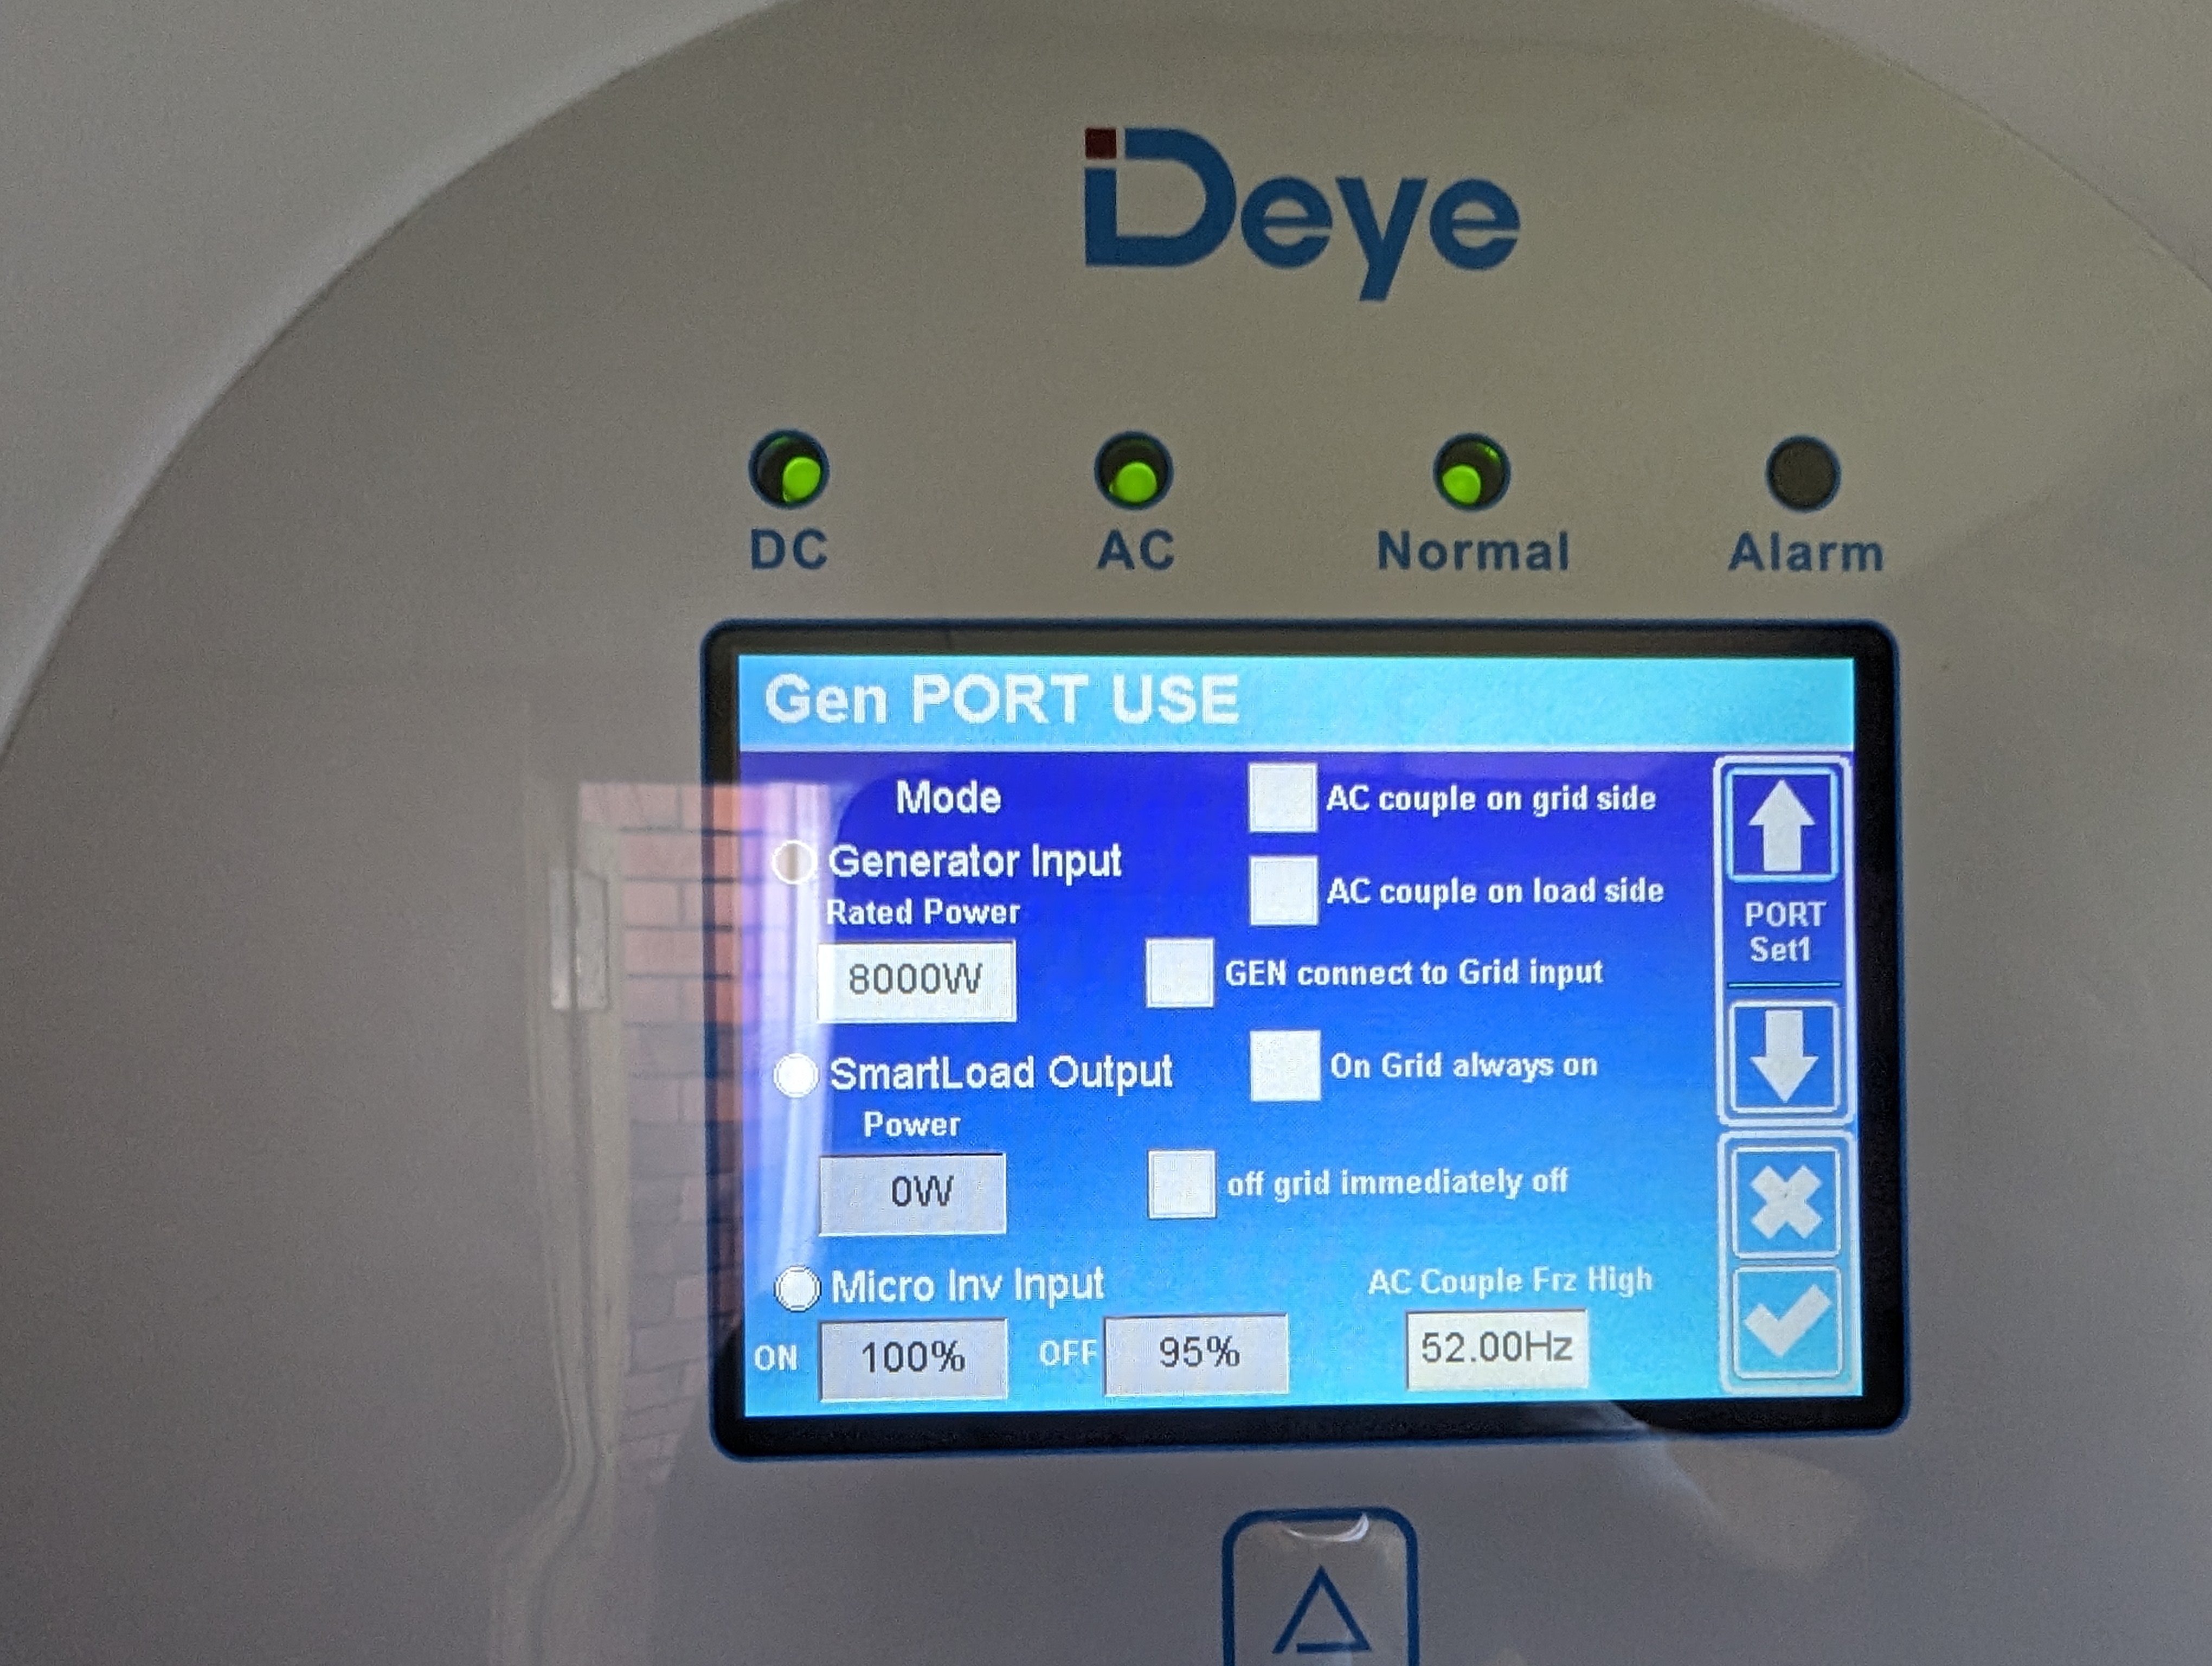 Deye
DC AC Normal Alarm
Gen PORT USE
Mode
Generator Input
Rated Power
8000W
SmartLoad Output
Power
0W
Micro Inv Input
ON 100% OFF 95%
AC couple on grid side
AC couple on load side
GEN connect to Grid input
On Grid always on
off grid immediately off
AC Couple Frz High
52.00Hz
PORT
Set1